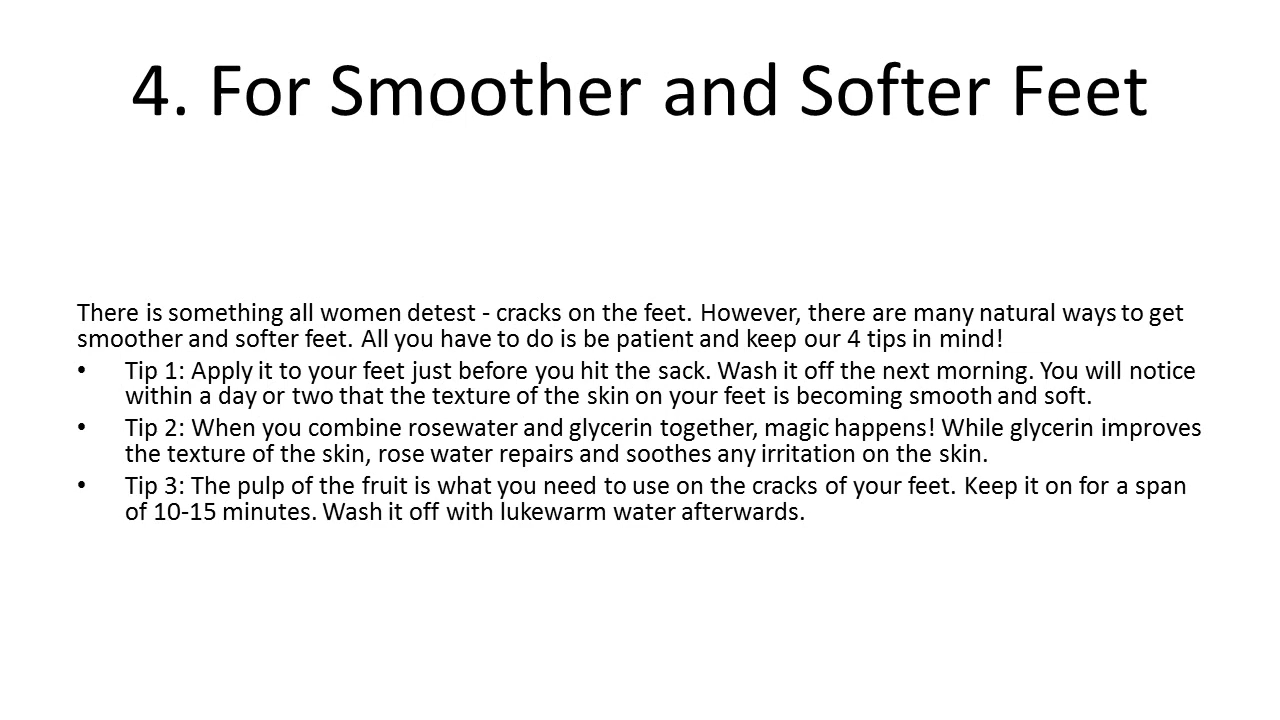 4. For Smoother and Softer Feet
There is something all women detest - cracks on the feet. However, there are many natural ways to get
smoother and softer feet. All you have to do is be patient and keep our 4 tips in mind!
• Tip 1: Apply it to your feet just before you hit the sack. Wash it off the next morning. You will notice
within a day or two that the texture of the skin on your feet is becoming smooth and soft.
• Tip 2: When you combine rosewater and glycerin together, magic happens! While glycerin improves
the texture of the skin, rose water repairs and soothes any irritation on the skin.
• Tip 3: The pulp of the fruit is what you need to use on the cracks of your feet. Keep it on for a span
of 10-15 minutes. Wash it off with lukewarm water afterwards.